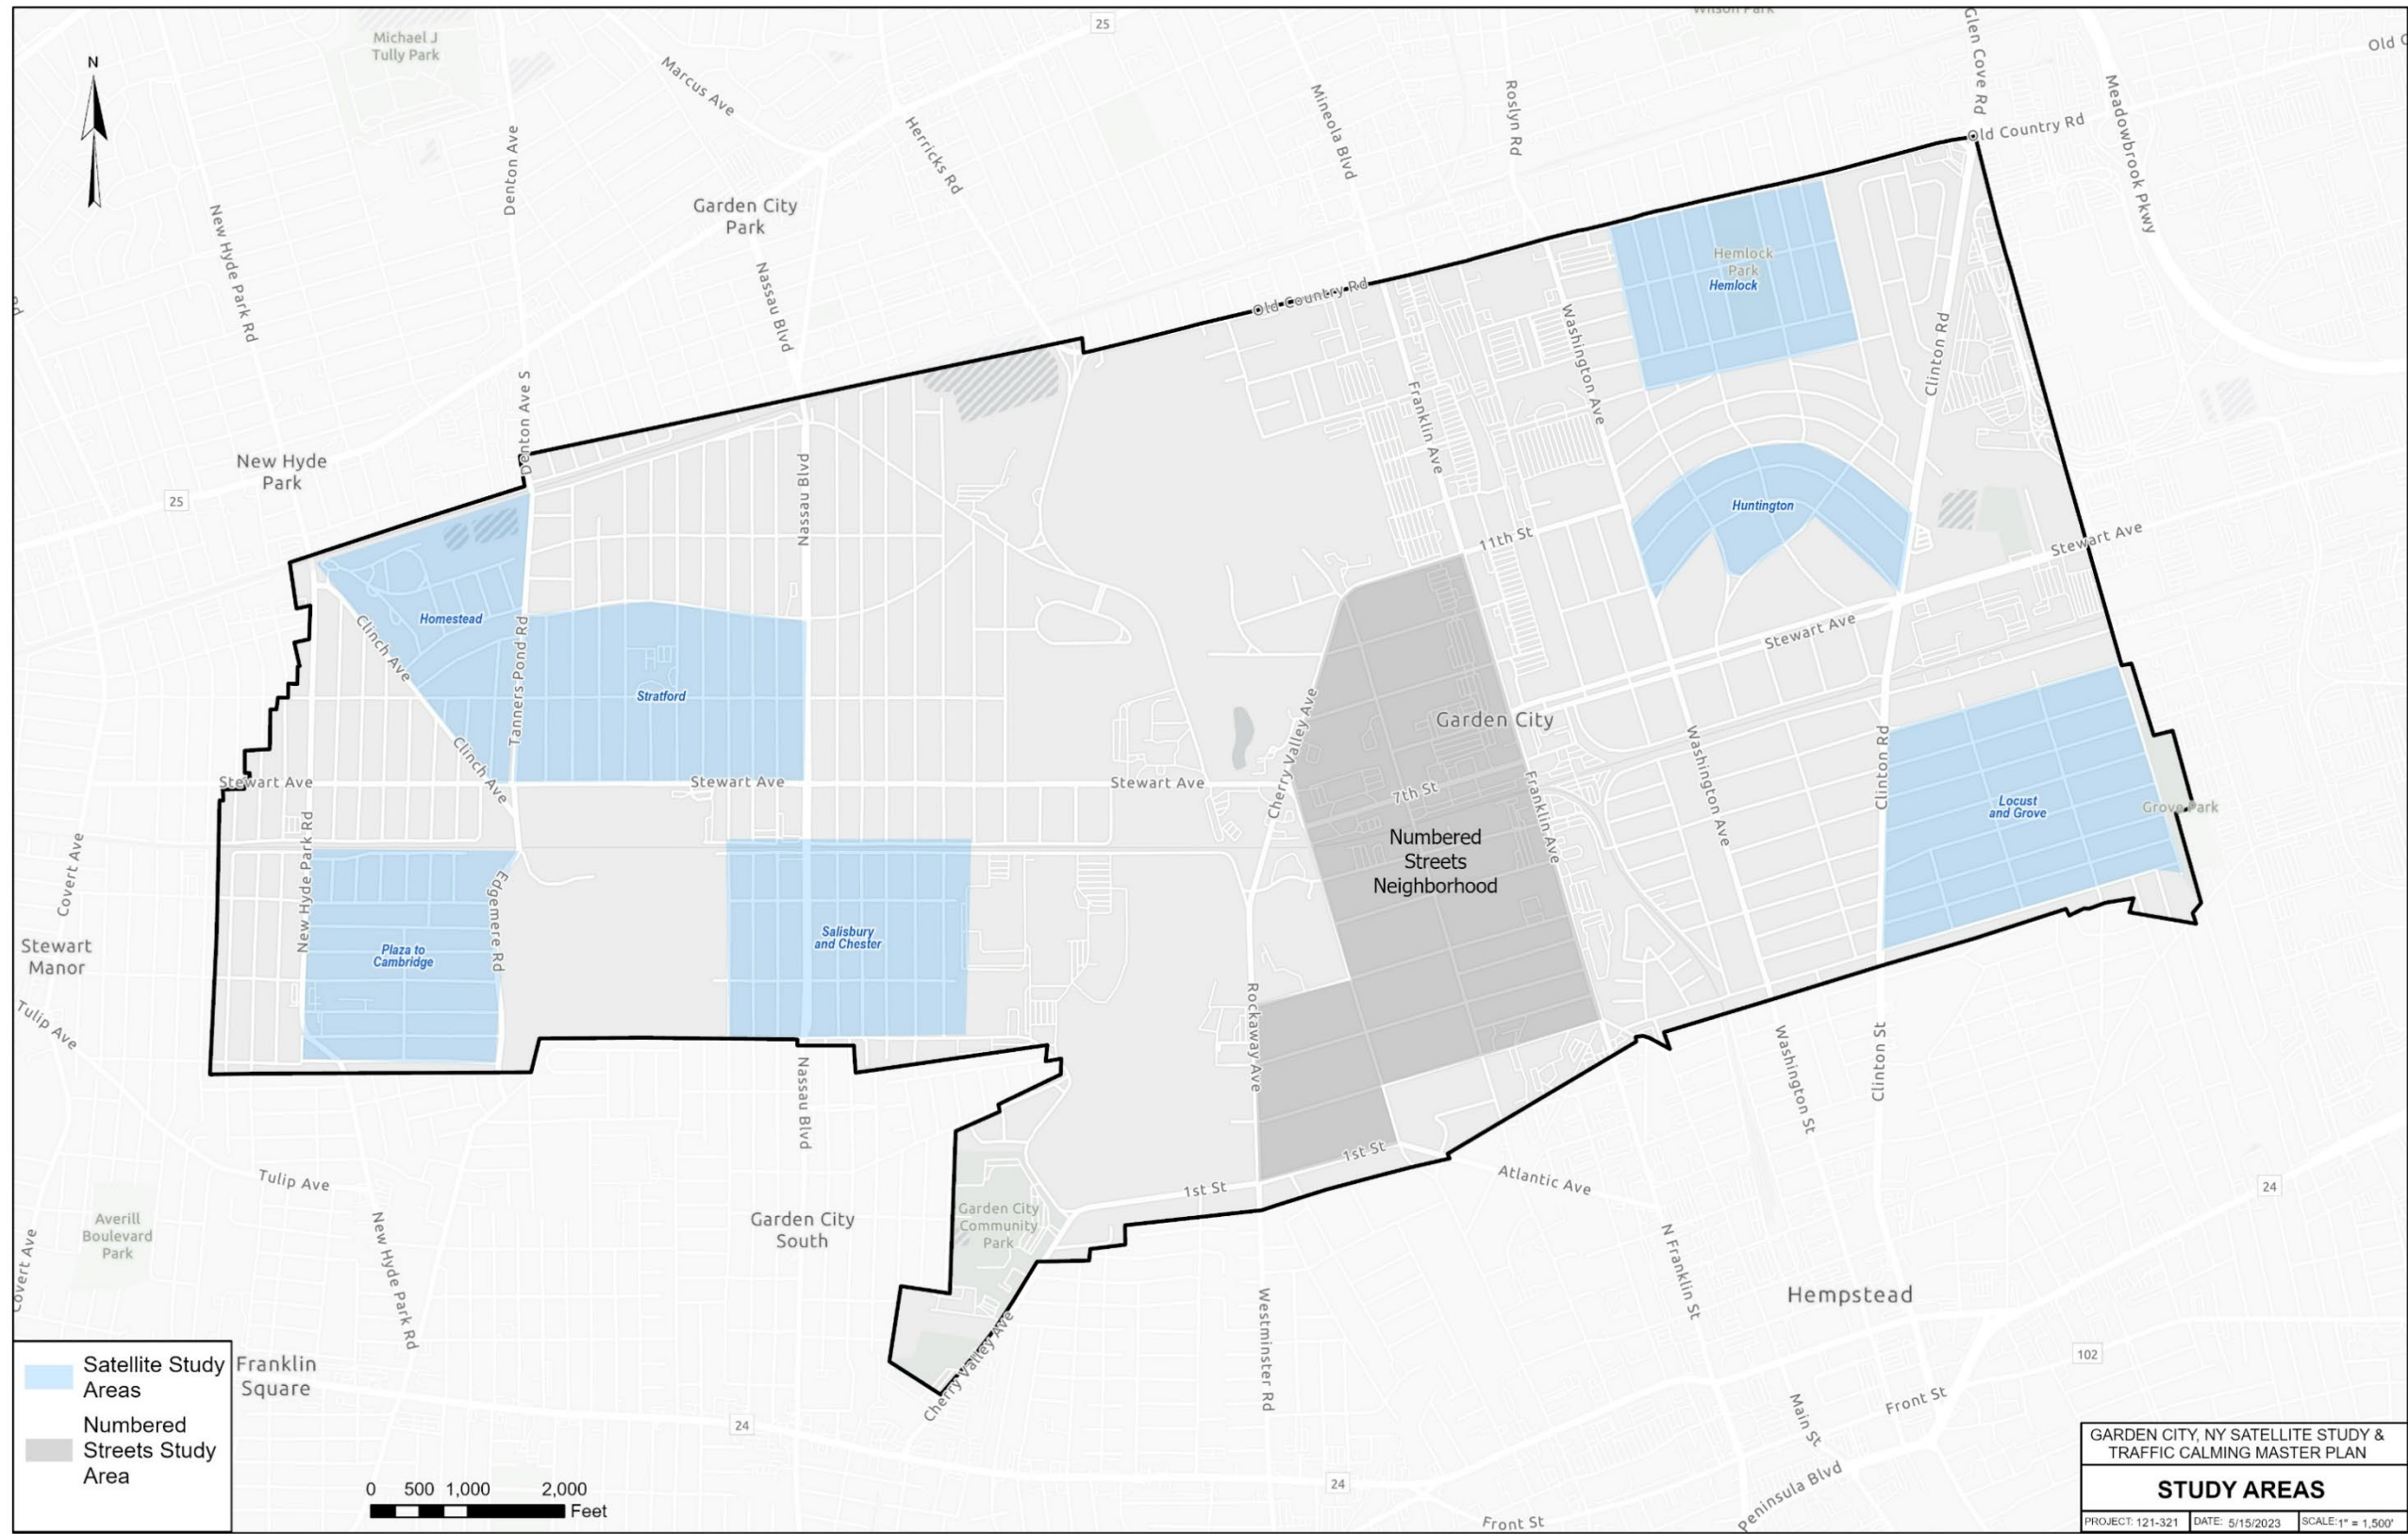 Wilson Park
25
Glen Cove Rd
Michael J
Tully Park
Old C
Marcus Ave
N
Meadowbrook Pkwy
Mineola Blvd
Roslyn Rd
Herricks Rd
Denton Ave
Old Country Rd
Garden City
Park
New Hyde Park Rd
Nassau Blvd
Hemlock
Park
Hemlock
Old Country Rd
Washington Ave
Clinton Rd
Franklin Ave
Denton Ave S
New Hyde
Park
25
Nassau Blvd
Huntington
11th St
Stewart Ave
Homestead
Clinch Ave
Tanners Pond Rd
Stratford
Stewart Ave
Cherry Valley Ave
Garden City
Clinton Rd
Washington Ave
Clinch Ave
Stewart Ave
Stewart Ave
Stewart Ave
7th St
Franklin Ave
Locust
and Grove
Grove Park
Numbered
Streets
Neighborhood
New Hyde Park Rd
Covert Ave
Edgemere Rd
Stewart
Manor
Plaza to
Cambridge
Salisbury
and Chester
Rockaway Ave
Tulip Ave
Washington St
Clinton St
Nassau Blvd
1st St
Tulip Ave
1st St
Atlantic Ave
24
Averill
Boulevard
Park
Garden City
South
Garden City
Community
Park
New Hyde Park Rd
Covert Ave
N Franklin St
Hempstead
Westminster Rd
Cherry Valley Ave
102
Satellite Study
Areas
Numbered
Streets Study
Area
Franklin
Square
24
Main St
Front St
24
Peninsula Blvd
Front St
0 500 1,000 2,000
Feet
GARDEN CITY, NY SATELLITE STUDY &
TRAFFIC CALMING MASTER PLAN
STUDY AREAS
PROJECT: 121-321 DATE: 5/15/2023 SCALE:1" = 1,500'